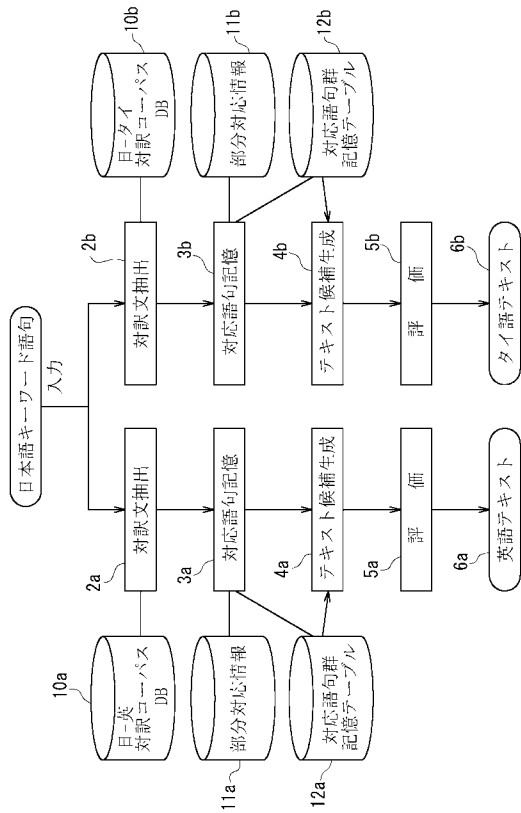 日本語キーワード語句
入力
10a
日-英
対訳コーパス
DB
2a
対訳文抽出
2b
対訳文抽出
10b
日-タイ
対訳コーパス
DB
11a
部分対応情報
3a
対応語句記憶
3b
対応語句記憶
11b
部分対応情報
12a
対応語句群
記憶テーブル
4a
テキスト候補生成
4b
テキスト候補生成
12b
対応語句群
記憶テーブル
5a
評 価
5b
評 価
6a
英語テキスト
6b
タイ語テキスト